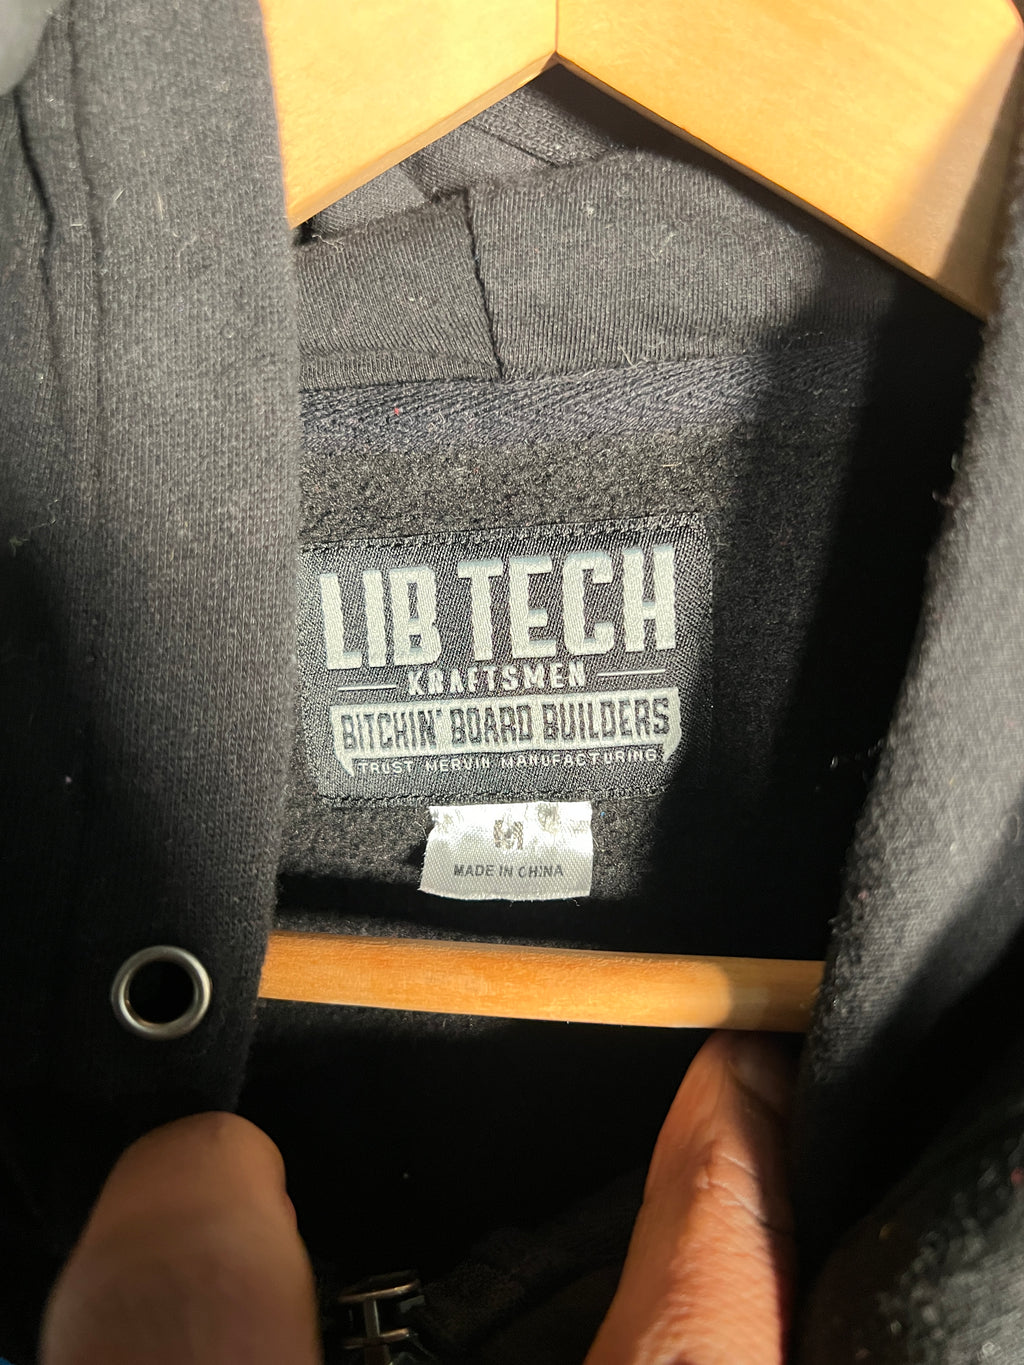 LIB TECH
KRAFTSMEN
BITCHIN' BOARD BUILDERS
TRUST MERVIN MANUFACTURING
M
MADE IN CHINA